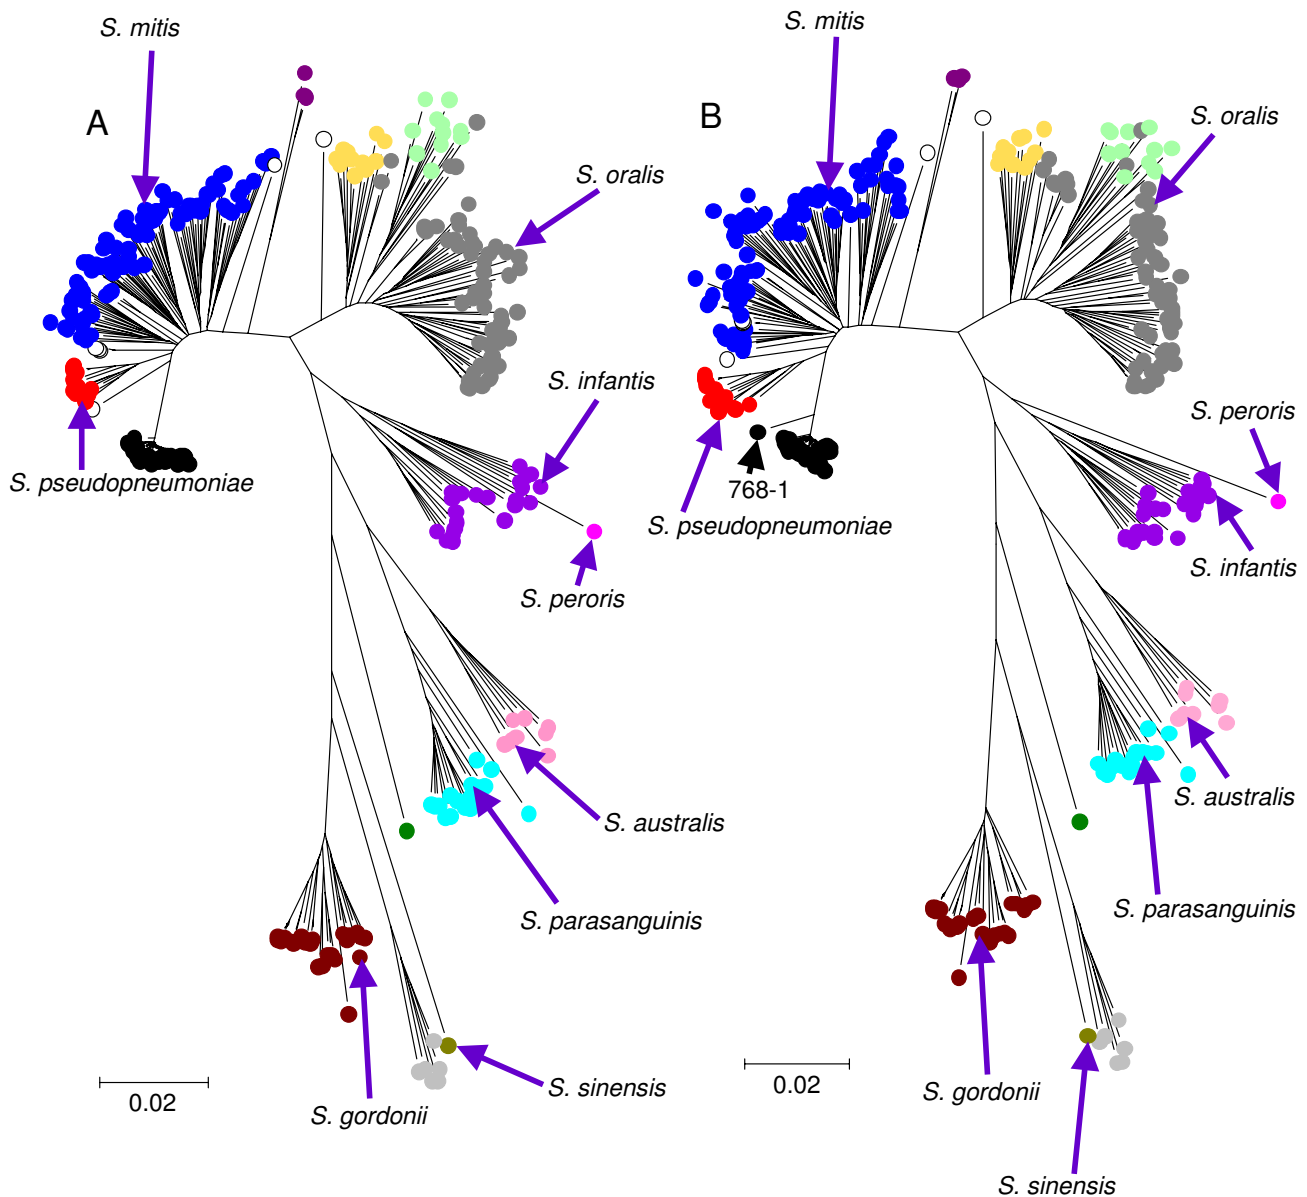 A
S. mitis
S. oralis
S. infantis
S. pseudopneumoniae
S. peroris
S. australis
S. parasanguinis
S. sinensis
S. gordonii
0.02
B
S. mitis
S. oralis
S. peroris
768-1
S. pseudopneumoniae
S. infantis
S. australis
S. parasanguinis
S. gordonii
0.02
S. sinensis